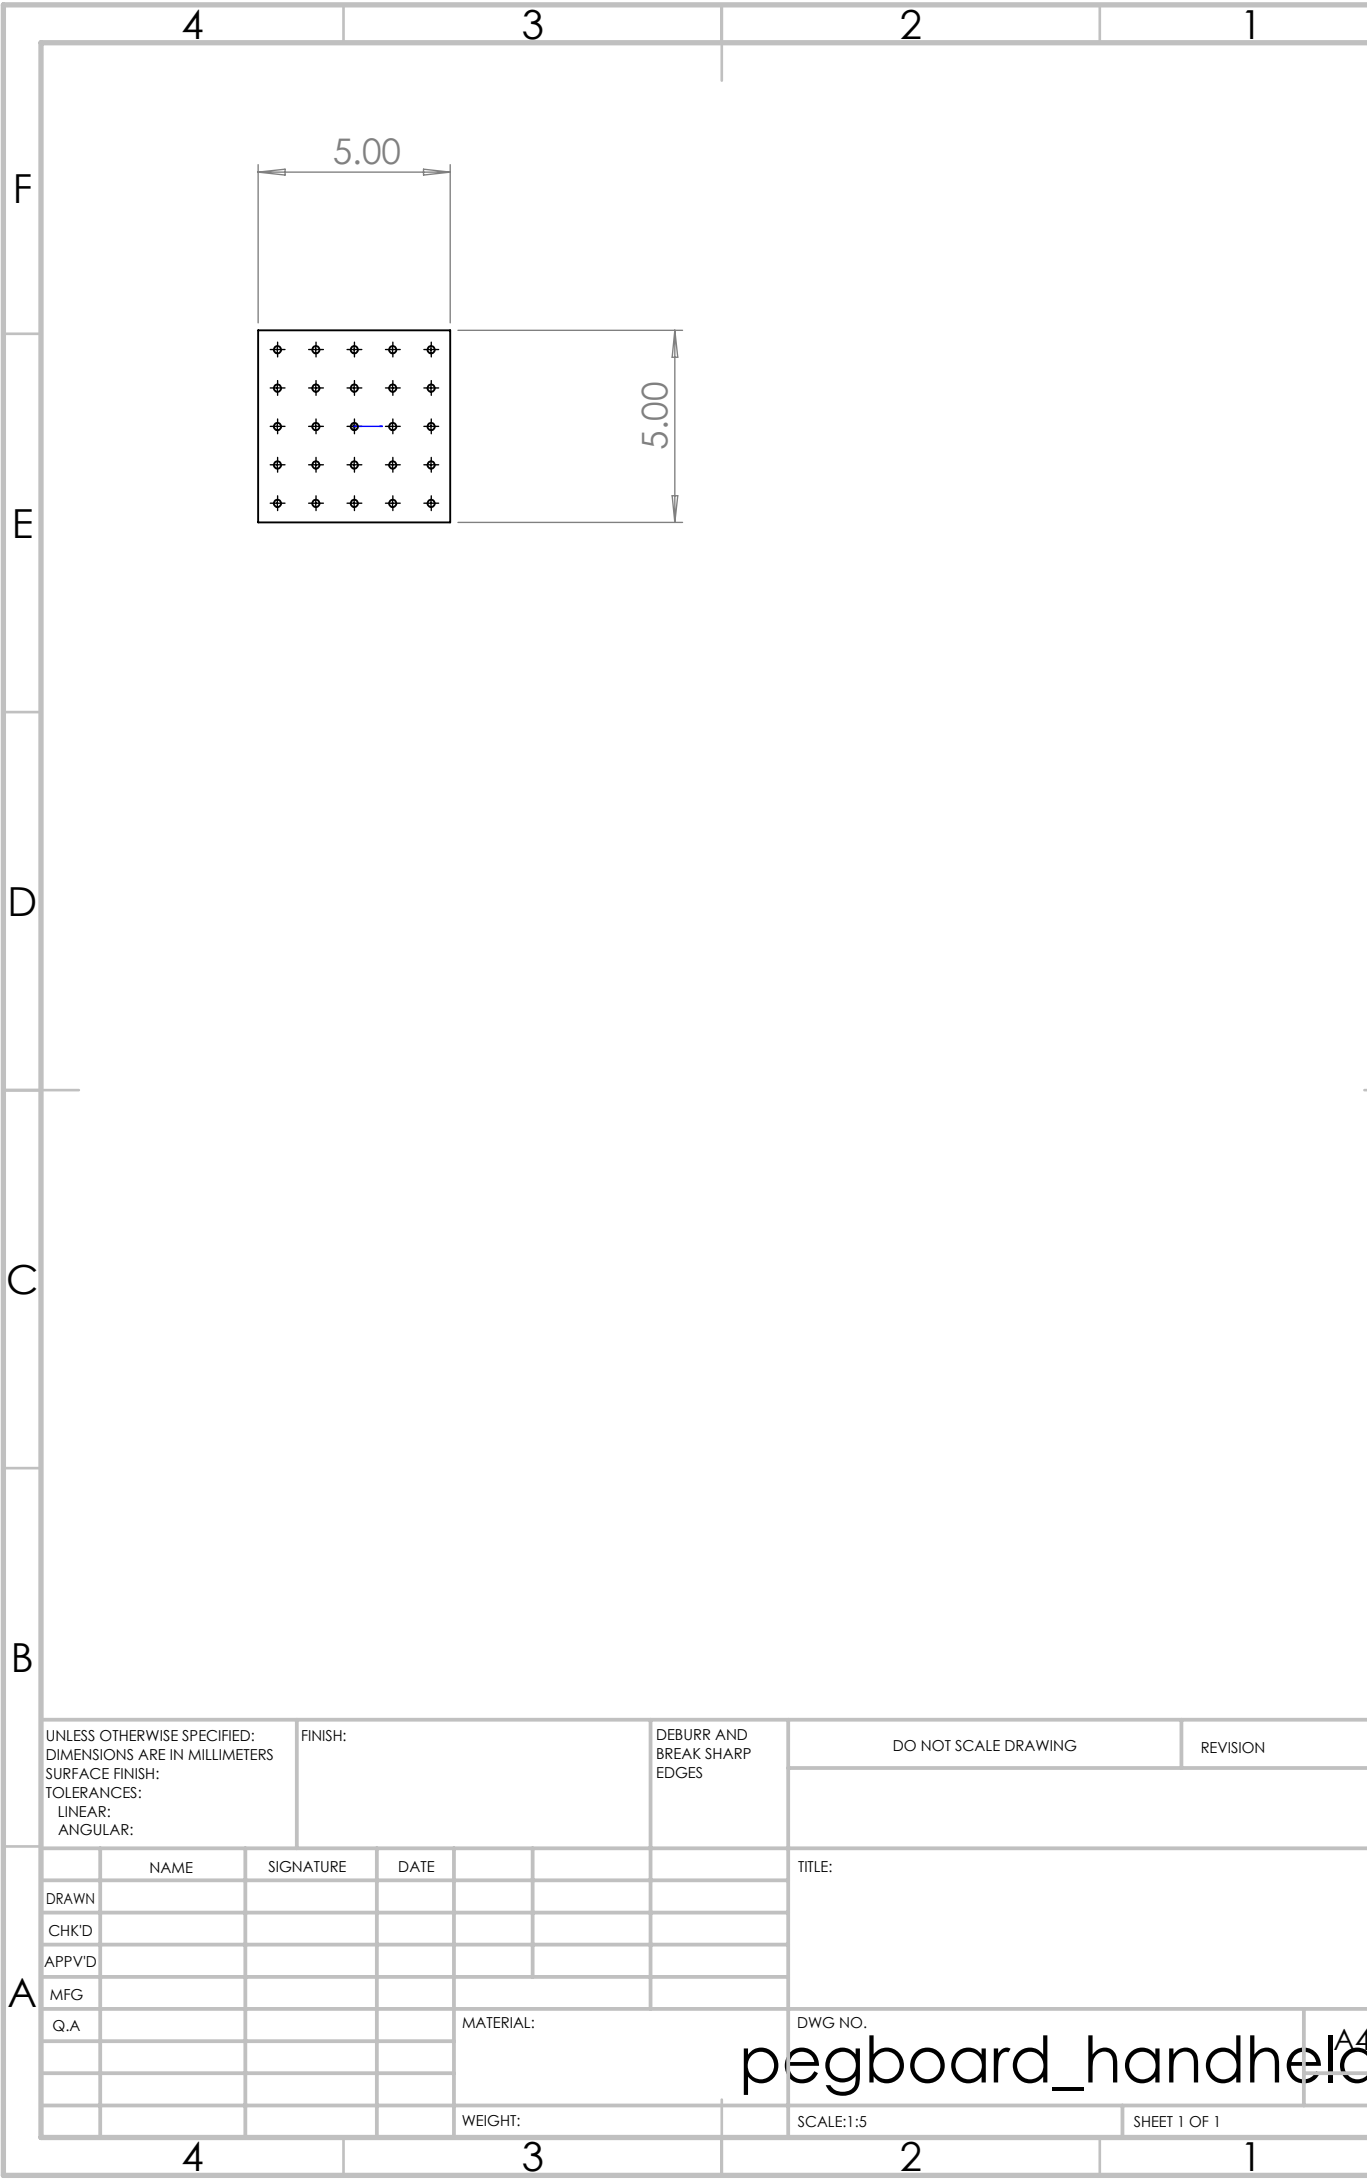 4 3 2 1
5.00
F
5.00
E
D
C
B
UNLESS OTHERWISE SPECIFIED:
DIMENSIONS ARE IN MILLIMETERS
SURFACE FINISH:
TOLERANCES:
LINEAR:
ANGULAR:
FINISH:
DEBURR AND
BREAK SHARP
EDGES
DO NOT SCALE DRAWING
REVISION
NAME SIGNATURE DATE
TITLE:
DRAWN
CHK'D
APPV'D
A
MFG
Q.A
MATERIAL:
DWG NO.
pegboard_handheld
A4
WEIGHT:
SCALE:1:5
SHEET 1 OF 1
4 3 2 1